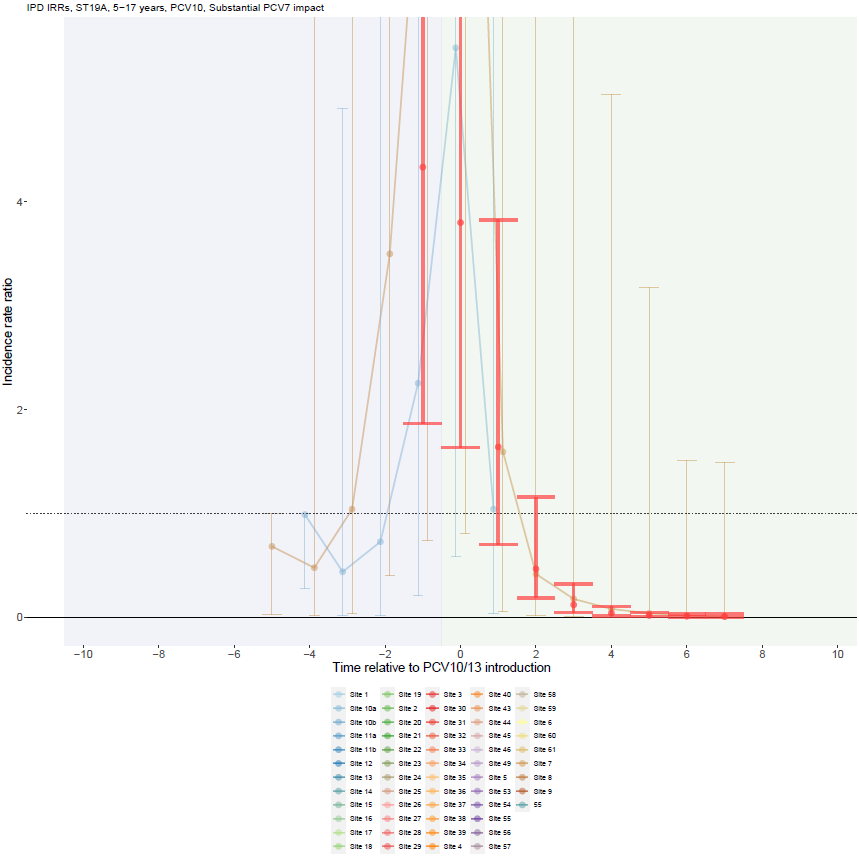 IPD IRRs, ST19A, 5−17 years, PCV10, Substantial PCV7 impact
Incidence rate ratio
4
2
0
−10 −8 −6 −4 −2 0 2 4 6 8 10
Time relative to PCV10/13 introduction
Site 1 Site 19 Site 3 Site 40 Site 58
Site 10a Site 2 Site 30 Site 43 Site 59
Site 10b Site 20 Site 31 Site 44 Site 6
Site 11a Site 21 Site 32 Site 45 Site 60
Site 11b Site 22 Site 33 Site 46 Site 61
Site 12 Site 23 Site 34 Site 49 Site 7
Site 13 Site 24 Site 35 Site 5 Site 8
Site 14 Site 25 Site 36 Site 53 Site 9
Site 15 Site 26 Site 37 Site 54 55
Site 16 Site 27 Site 38 Site 55
Site 17 Site 28 Site 39 Site 56
Site 18 Site 29 Site 4 Site 57